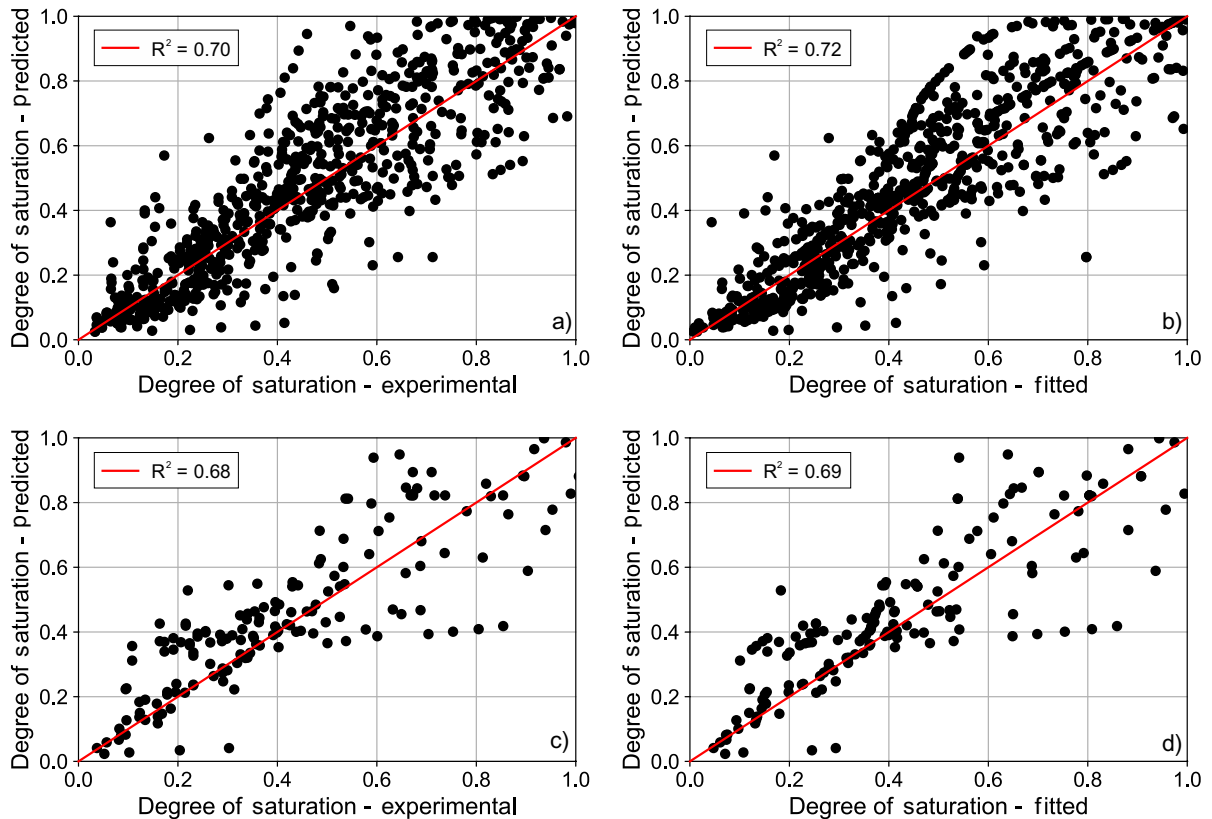 R² = 0.70
Degree of saturation - predicted
1.0
0.8
0.6
0.4
0.2
0.0
a)
0.0 0.2 0.4 0.6 0.8 1.0
Degree of saturation - experimental
R² = 0.72
Degree of saturation - predicted
1.0
0.8
0.6
0.4
0.2
0.0
b)
0.0 0.2 0.4 0.6 0.8 1.0
Degree of saturation - fitted
R² = 0.68
Degree of saturation - predicted
1.0
0.8
0.6
0.4
0.2
0.0
c)
0.0 0.2 0.4 0.6 0.8 1.0
Degree of saturation - experimental
R² = 0.69
Degree of saturation - predicted
1.0
0.8
0.6
0.4
0.2
0.0
d)
0.0 0.2 0.4 0.6 0.8 1.0
Degree of saturation - fitted